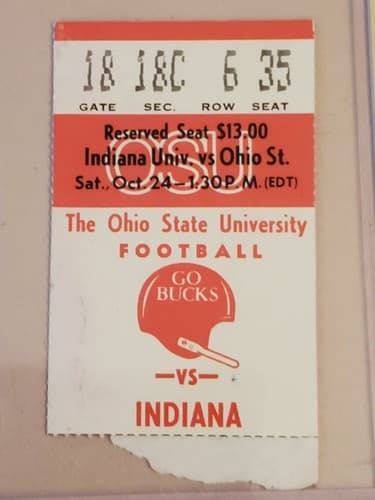 18 18C 6 35
GATE SEC. ROW SEAT
OSU
Reserved Seat $13.00
Indiana Univ. vs Ohio St.
Sat., Oct. 24—1:30 P.M. (EDT)
The Ohio State University
FOOTBALL
GO
BUCKS
—VS—
INDIANA